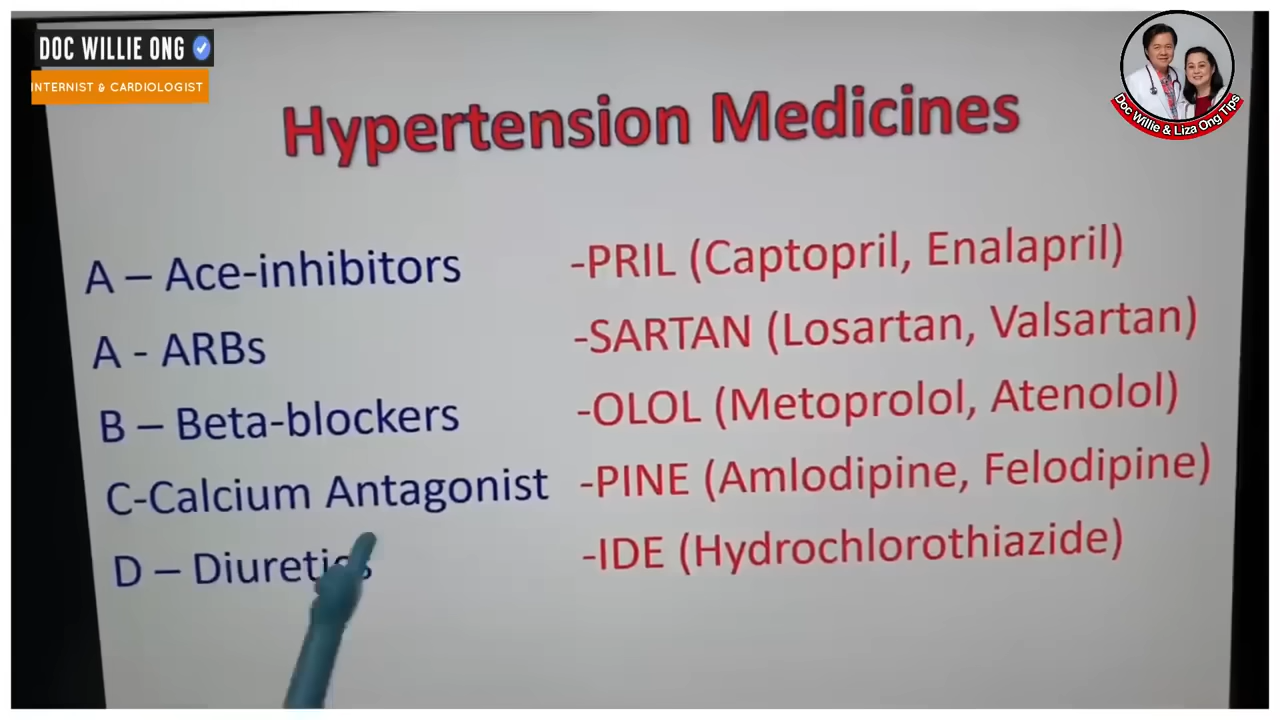 DOC WILLIE ONG
INTERNIST & CARDIOLOGIST
Doc Willie & Liza Ong Tips
Hypertension Medicines
A – Ace-inhibitors -PRIL (Captopril, Enalapril)
A - ARBs -SARTAN (Losartan, Valsartan)
B – Beta-blockers -OLOL (Metoprolol, Atenolol)
C-Calcium Antagonist -PINE (Amlodipine, Felodipine)
D – Diuretics -IDE (Hydrochlorothiazide)